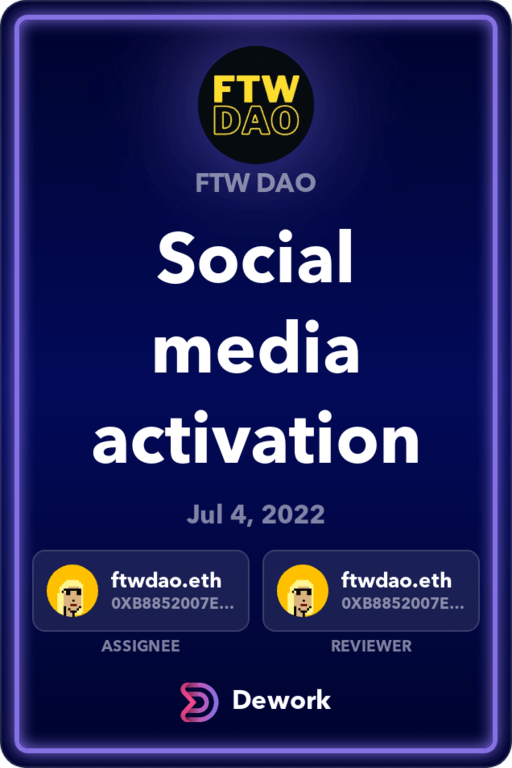 FTW
DAO
FTW DAO
Social
media
activation
Jul 4, 2022
ftwdao.eth
0XB8852007E...
ASSIGNEE
ftwdao.eth
0XB8852007E...
REVIEWER
Dework